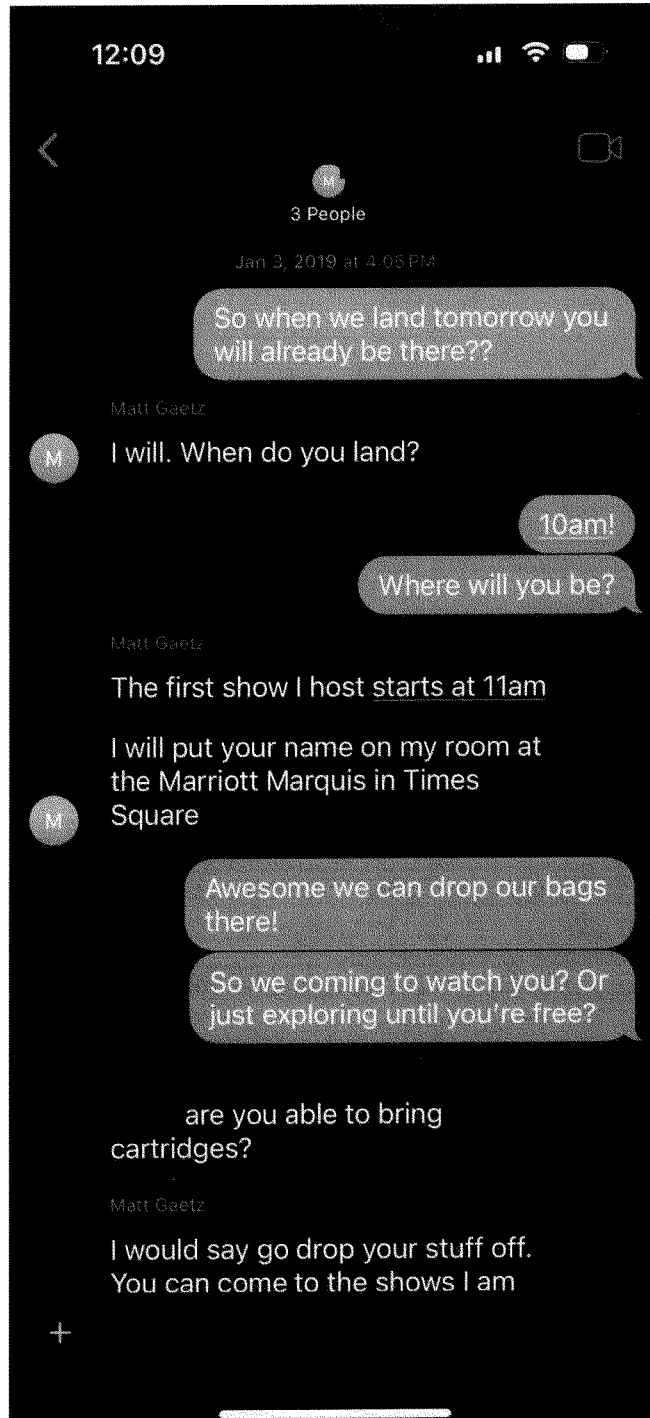 12:09
M
3 People
Jan 3, 2019 at 4:05 PM
So when we land tomorrow you
will already be there??
Matt Gaetz
M
I will. When do you land?
10am!
Where will you be?
Matt Gaetz
The first show I host starts at 11am
I will put your name on my room at
the Marriott Marquis in Times
Square
M
Awesome we can drop our bags
there!
So we coming to watch you? Or
just exploring until you're free?
are you able to bring
cartridges?
Matt Gaetz
I would say go drop your stuff off.
You can come to the shows I am